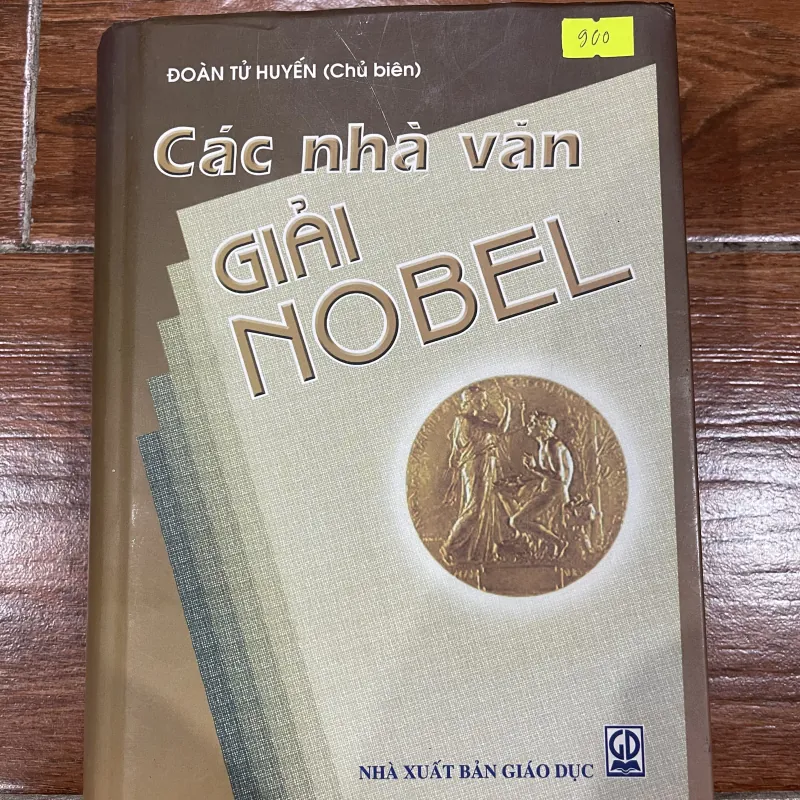 900
ĐOÀN TỬ HUYẾN (Chủ biên)
Các nhà văn
GIẢI
NOBEL
NHÀ XUẤT BẢN GIÁO DỤC
GD